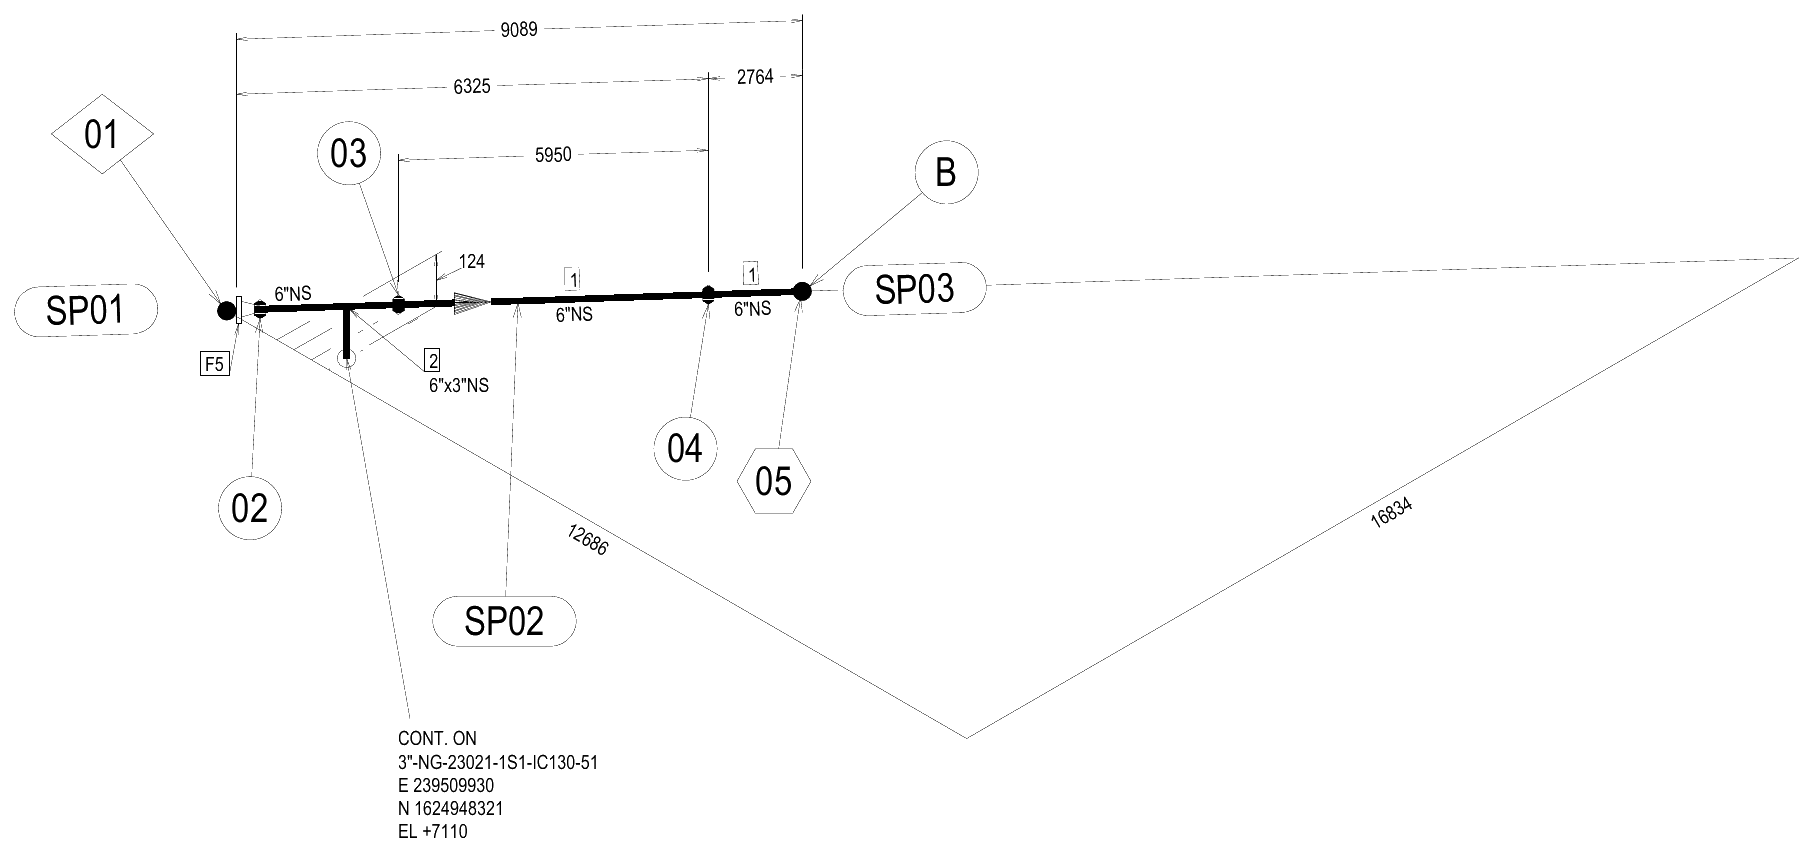 9089
6325
2764
01
03
5950
B
124
1
1
6"NS
SP01
SP03
6"NS
6"NS
F5
2
6"x3"NS
04
05
02
12686
16834
SP02
CONT. ON
3"-NG-23021-1S1-IC130-51
E 239509930
N 1624948321
EL +7110